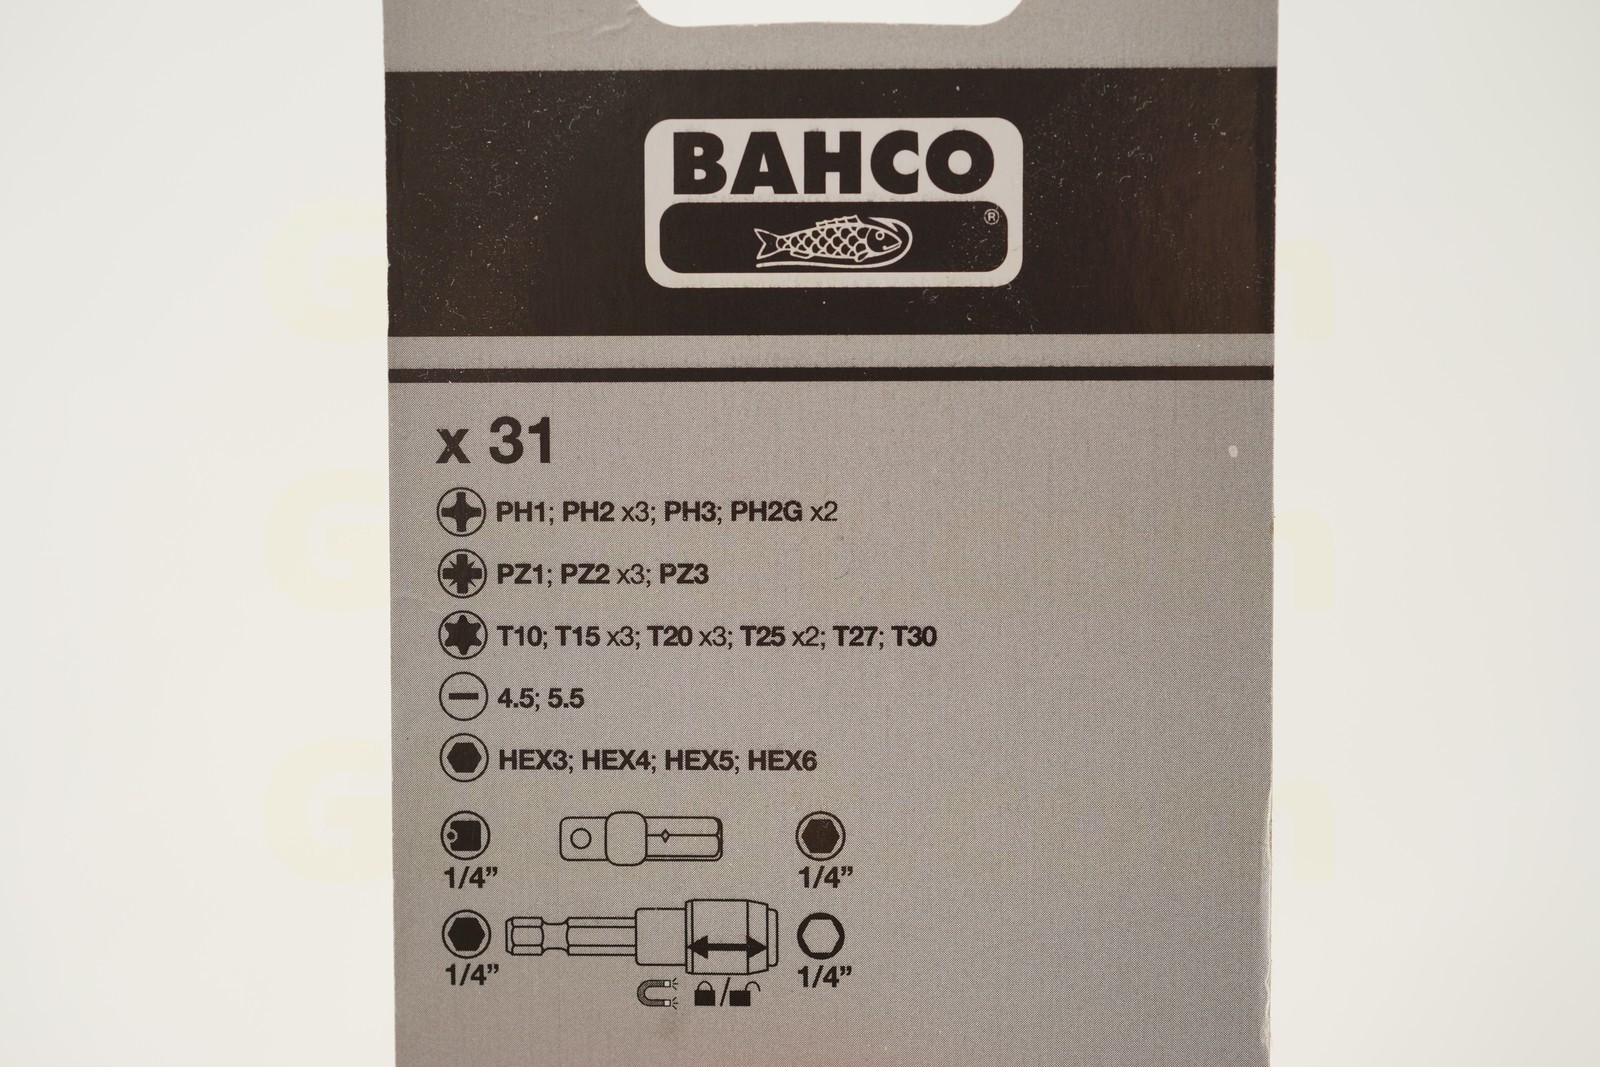 BAHCO
®
x 31
PH1; PH2 x3; PH3; PH2G x2
PZ1; PZ2 x3; PZ3
T10; T15 x3; T20 x3; T25 x2; T27; T30
4.5; 5.5
HEX3; HEX4; HEX5; HEX6
1/4” 1/4”
1/4” / 1/4”